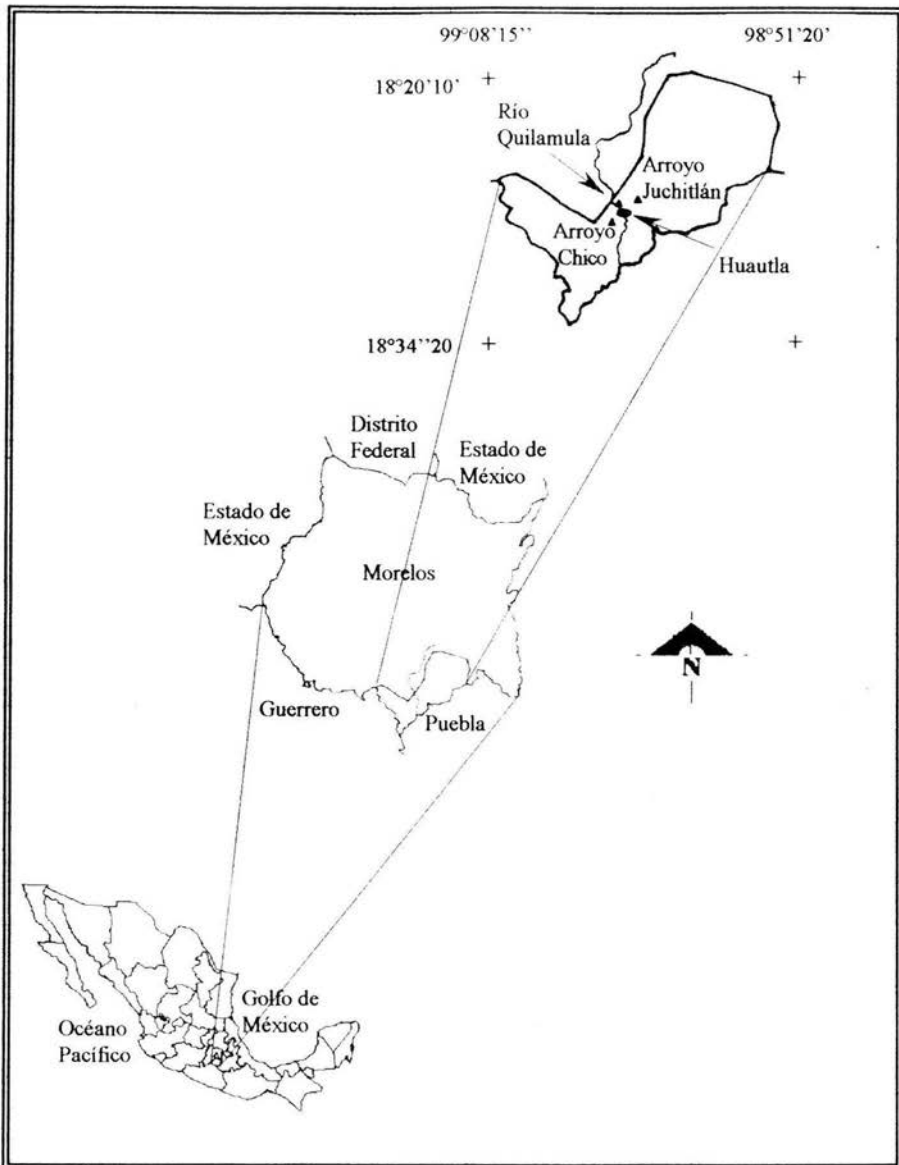 99°08'15''
98°51'20'
18°20'10'
Río
Quilamula
Arroyo
Juchitlán
Arroyo
Chico
Huautla
18°34''20
Distrito
Federal
Estado de
México
Estado de
México
Morelos
N
Guerrero
Puebla
Golfo de
México
Océano
Pacífico